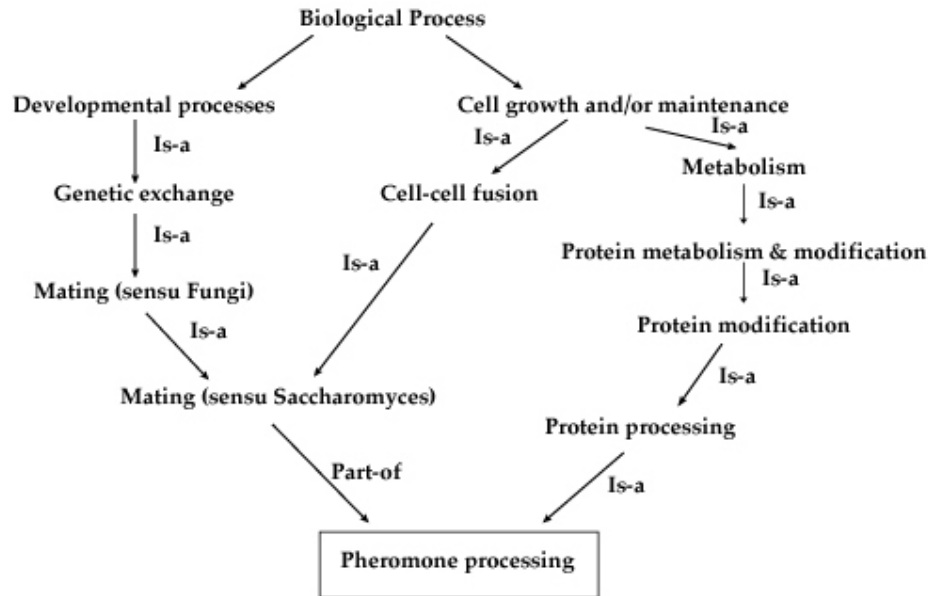 Biological Process
Developmental processes
Cell growth and/or maintenance
Is-a
Is-a
Is-a
Metabolism
Genetic exchange
Cell-cell fusion
Is-a
Is-a
Is-a
Protein metabolism & modification
Is-a
Mating (sensu Fungi)
Protein modification
Is-a
Is-a
Mating (sensu Saccharomyces)
Protein processing
Part-of
Is-a
Pheromone processing